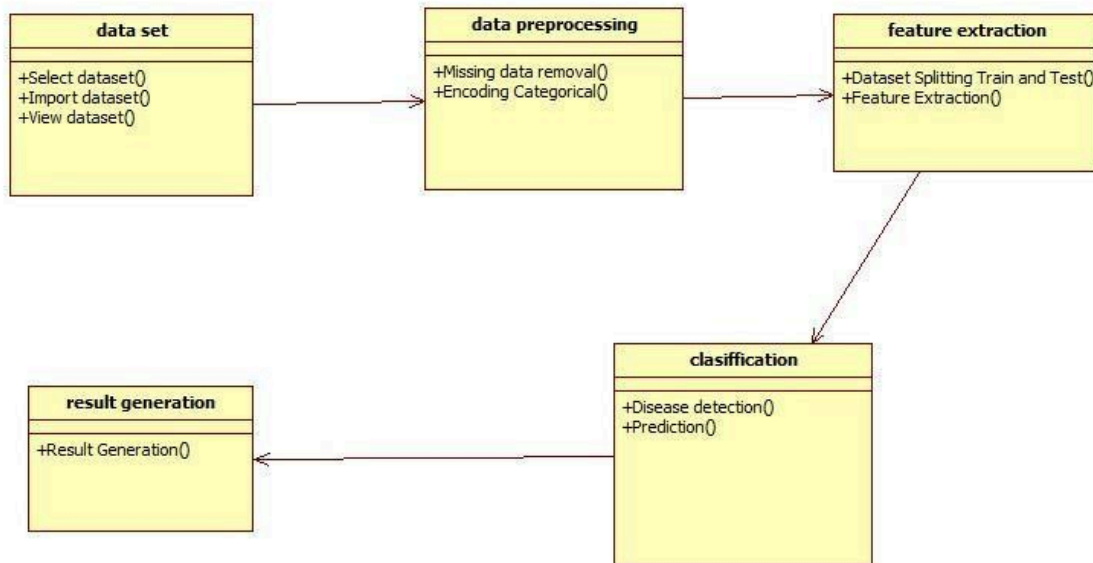 data set
+Select dataset()
+Import dataset()
+View dataset()
data preprocessing
+Missing data removal()
+Encoding Categorical()
feature extraction
+Dataset Splitting Train and Test()
+Feature Extraction()
clasiffication
+Disease detection()
+Prediction()
result generation
+Result Generation()